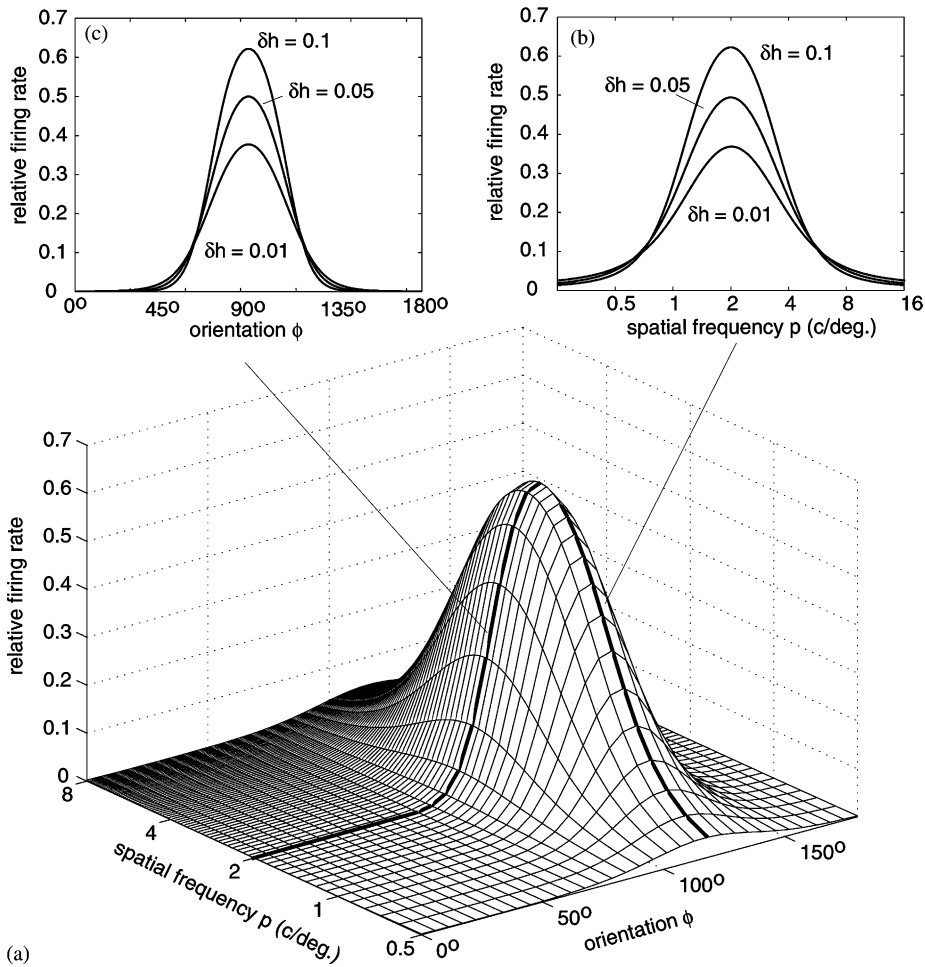 (c)
0.7
0.6
0.5
0.4
0.3
0.2
0.1
0
relative firing rate
δh = 0.1
δh = 0.05
δh = 0.01
0º 45º 90º 135º 180º
orientation ϕ
(b)
0.7
0.6
0.5
0.4
0.3
0.2
0.1
0
relative firing rate
δh = 0.1
δh = 0.05
δh = 0.01
0.5 1 2 4 8 16
spatial frequency p (c/deg.)
0.7
0.6
0.5
0.4
0.3
0.2
0.1
0
relative firing rate
8
4
2
1
0.5
spatial frequency p (c/deg.)
0º
50º
100º
150º
orientation ϕ
(a)